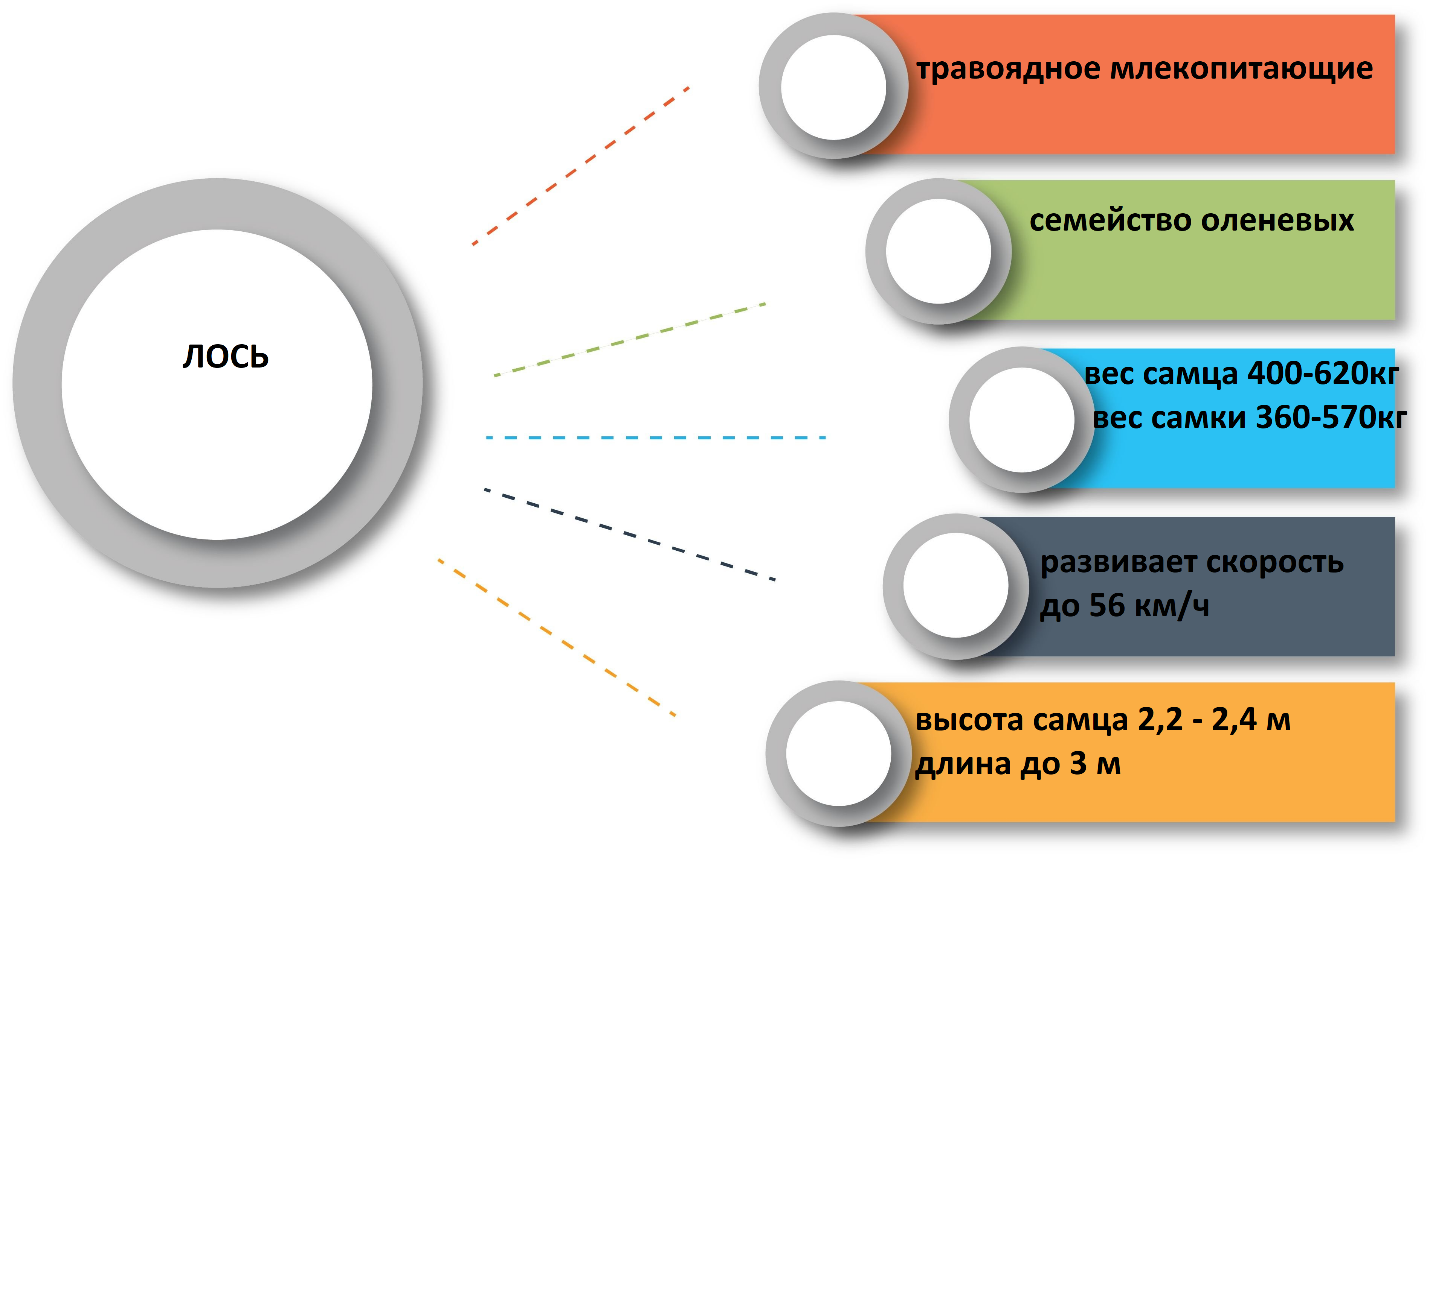 ЛОСЬ
травоядное млекопитающие
семейство оленевых
вес самца 400-620кг
вес самки 360-570кг
развивает скорость
до 56 км/ч
высота самца 2,2 - 2,4 м
длина до 3 м